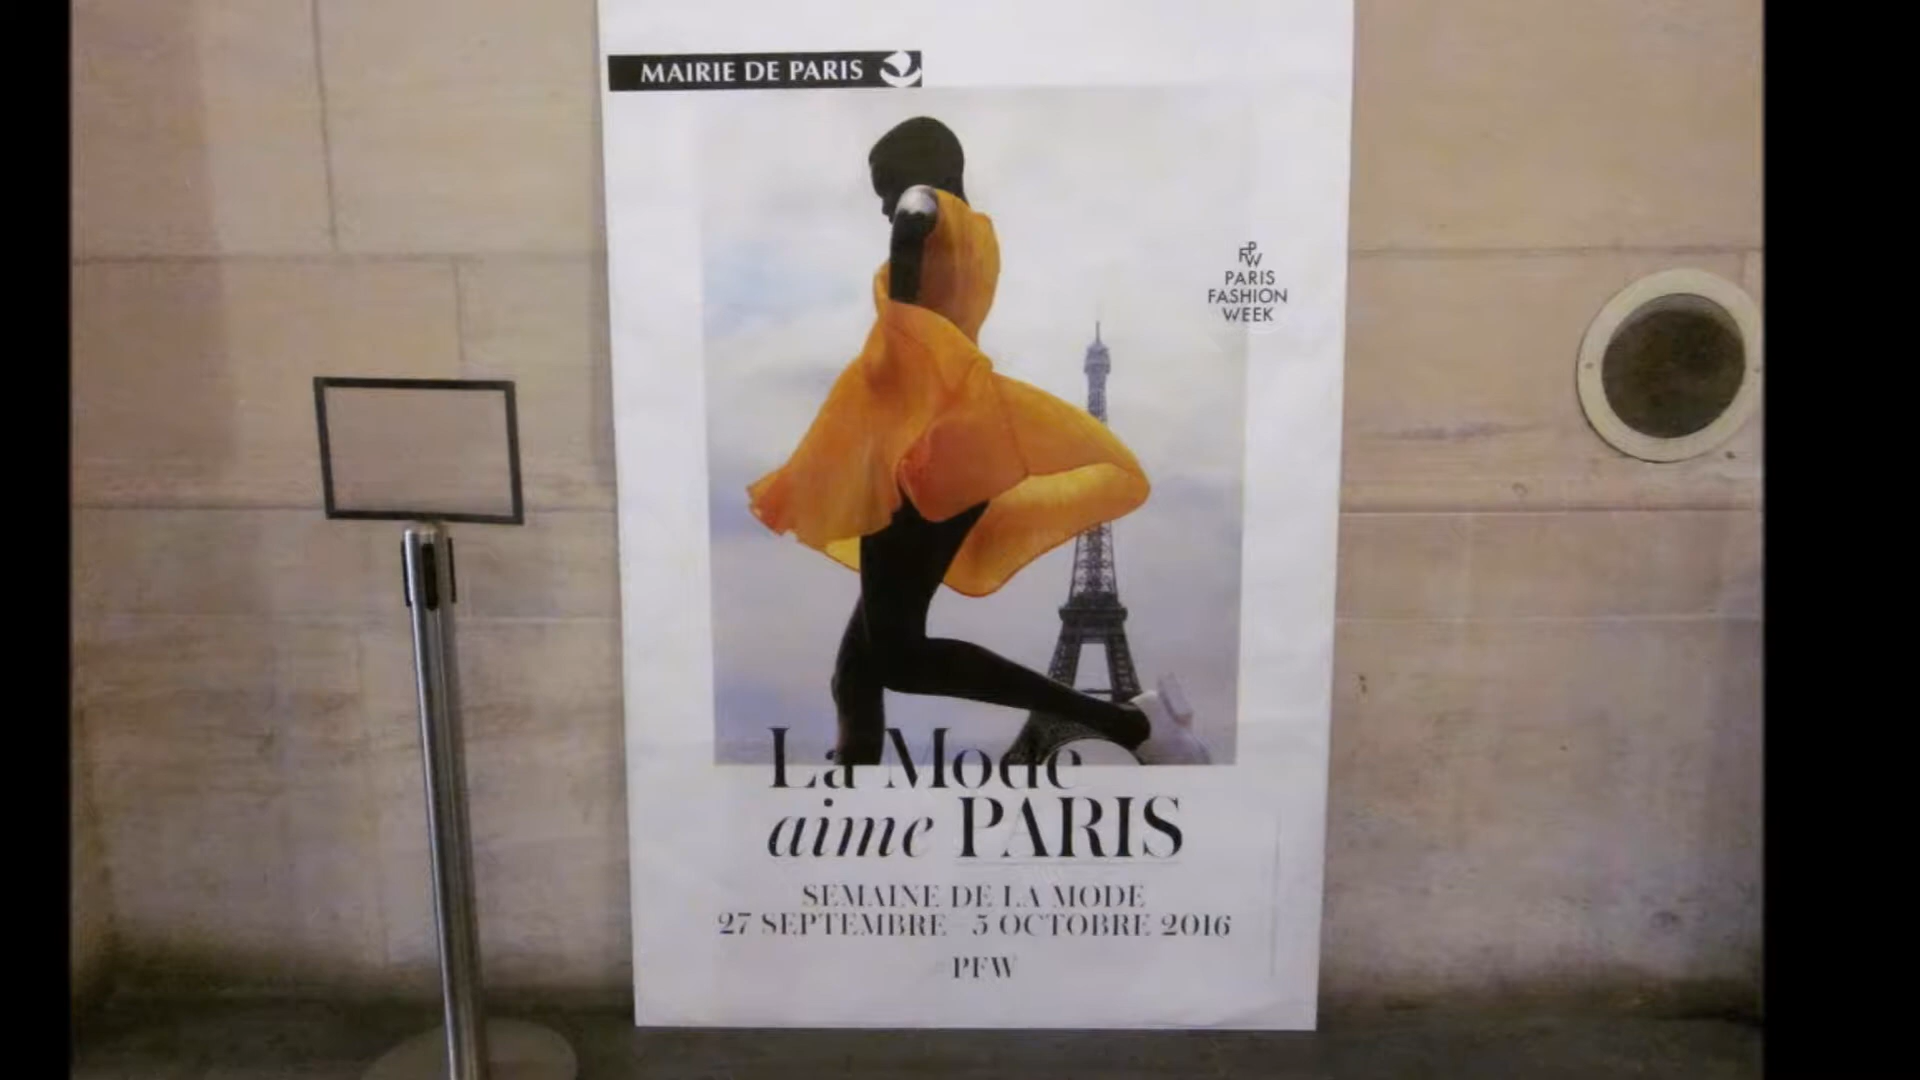 MAIRIE DE PARIS
PFW
PARIS
FASHION
WEEK
La Mode
aime PARIS
SEMAINE DE LA MODE
27 SEPTEMBRE - 5 OCTOBRE 2016
PFW